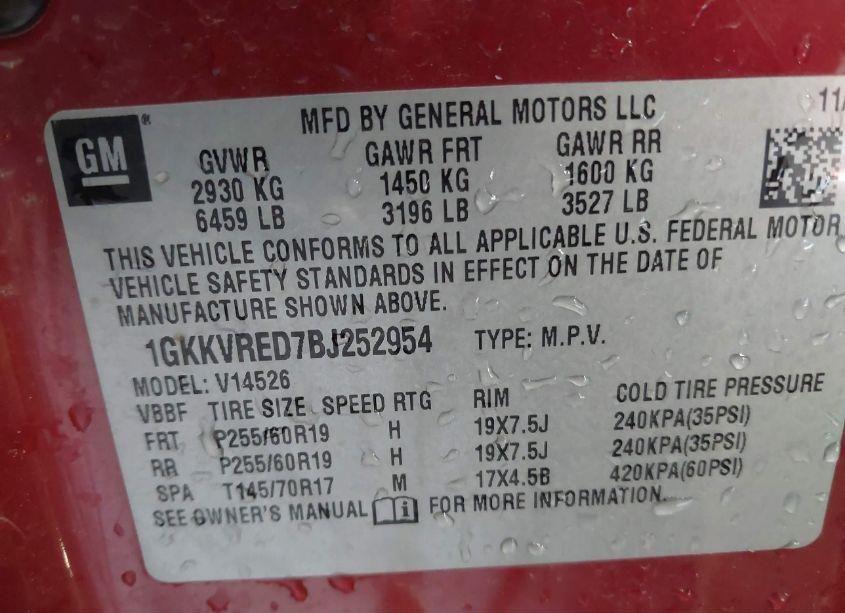 MFD BY GENERAL MOTORS LLC 11/
GM ®
GVWR GAWR FRT GAWR RR
2930 KG 1450 KG 1600 KG
6459 LB 3196 LB 3527 LB
THIS VEHICLE CONFORMS TO ALL APPLICABLE U.S. FEDERAL MOTOR
VEHICLE SAFETY STANDARDS IN EFFECT ON THE DATE OF
MANUFACTURE SHOWN ABOVE.
1GKKVRED7BJ252954 TYPE: M.P.V.
MODEL: V14526
VBBF TIRE SIZE SPEED RTG RIM COLD TIRE PRESSURE
FRT P255/60R19 H 19X7.5J 240KPA(35PSI)
RR P255/60R19 H 19X7.5J 240KPA(35PSI)
SPA T145/70R17 M 17X4.5B 420KPA(60PSI)
SEE OWNER'S MANUAL i FOR MORE INFORMATION.